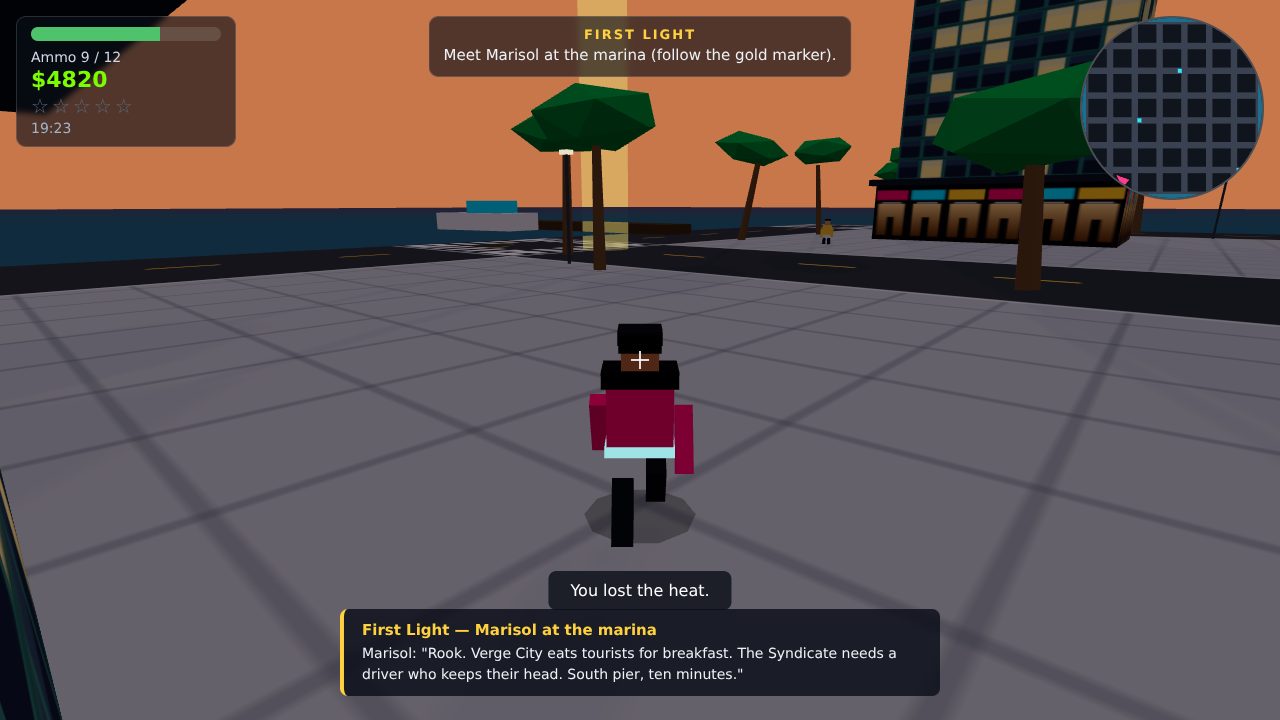 Ammo 9 / 12
$4820
☆☆☆☆☆
19:23
FIRST LIGHT
Meet Marisol at the marina (follow the gold marker).
You lost the heat.
First Light — Marisol at the marina
Marisol: "Rook. Verge City eats tourists for breakfast. The Syndicate needs a
driver who keeps their head. South pier, ten minutes."